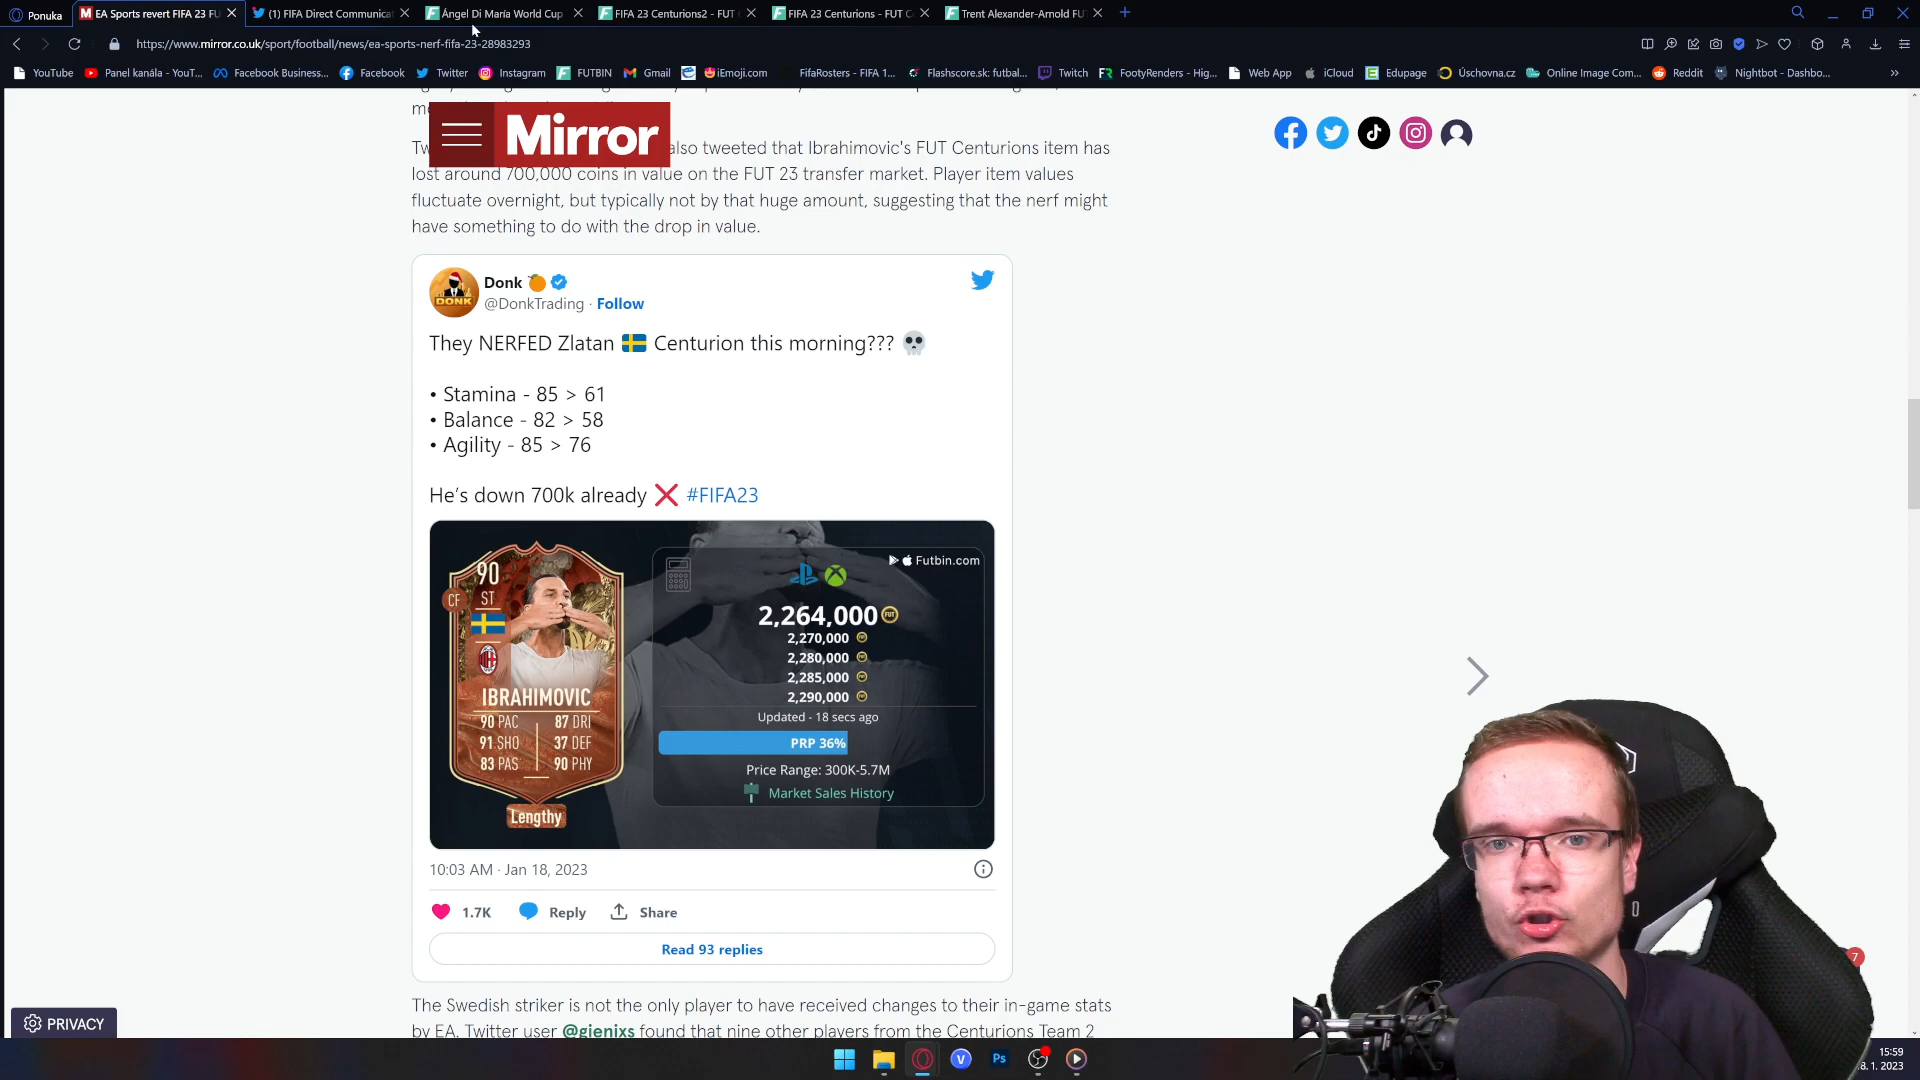 Ponuka
EA Sports revert FIFA 23 FU
(1) FIFA Direct Communicat
Ángel Di María World Cup
FIFA 23 Centurions2 - FUT
FIFA 23 Centurions - FUT C
Trent Alexander-Arnold FU
https://www.mirror.co.uk/sport/football/news/ea-sports-nerf-fifa-23-28983293
YouTube
Panel kanála - YouT...
Facebook Business...
Facebook
Twitter
Instagram
FUTBIN
Gmail
iEmoji.com
FifaRosters - FIFA 1...
Flashscore.sk: futbal...
Twitch
FootyRenders - Hig...
Web App
iCloud
Edupage
Úschovna.cz
Online Image Com...
Reddit
Nightbot - Dashbo...
Mirror
also tweeted that Ibrahimovic's FUT Centurions item has
lost around 700,000 coins in value on the FUT 23 transfer market. Player item values
fluctuate overnight, but typically not by that huge amount, suggesting that the nerf might
have something to do with the drop in value.
Donk
DONK
@DonkTrading · Follow
They NERFED Zlatan 🇸🇪 Centurion this morning??? 💀
• Stamina - 85 > 61
• Balance - 82 > 58
• Agility - 85 > 76
He's down 700k already ❌ #FIFA23
90
ST
CF
IBRAHIMOVIC
90 PAC 87 DRI
91 SHO 37 DEF
83 PAS 90 PHY
Lengthy
Futbin.com
2,264,000 FUT
2,270,000
2,280,000
2,285,000
2,290,000
Updated - 18 secs ago
PRP 36%
Price Range: 300K-5.7M
Market Sales History
10:03 AM · Jan 18, 2023
1.7K
Reply
Share
Read 93 replies
The Swedish striker is not the only player to have received changes to their in-game stats
by EA. Twitter user @gienixs found that nine other players from the Centurions Team 2
PRIVACY
7
Ps
15:59
8. 1. 2023